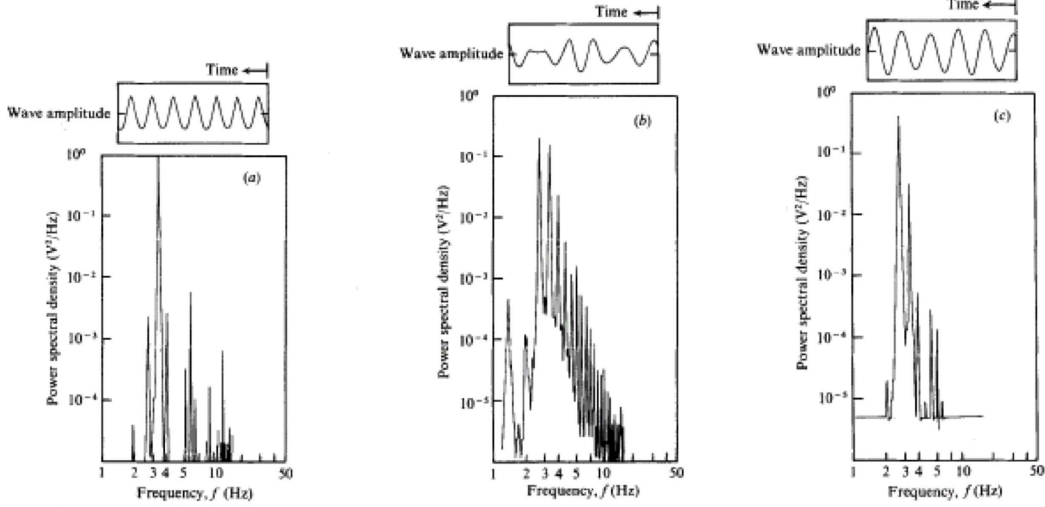 Time
Wave amplitude
(a)
10⁰
10⁻¹
10⁻²
10⁻³
10⁻⁴
Power spectral density (V²/Hz)
1 2 3 4 5 10 50
Frequency, f (Hz)
Time
Wave amplitude
(b)
10⁰
10⁻¹
10⁻²
10⁻³
10⁻⁴
10⁻⁵
Power spectral density (V²/Hz)
1 2 3 4 5 10 50
Frequency, f (Hz)
Time
Wave amplitude
(c)
10⁰
10⁻¹
10⁻²
10⁻³
10⁻⁴
10⁻⁵
Power spectral density (V²/Hz)
1 2 3 4 5 10 50
Frequency, f (Hz)